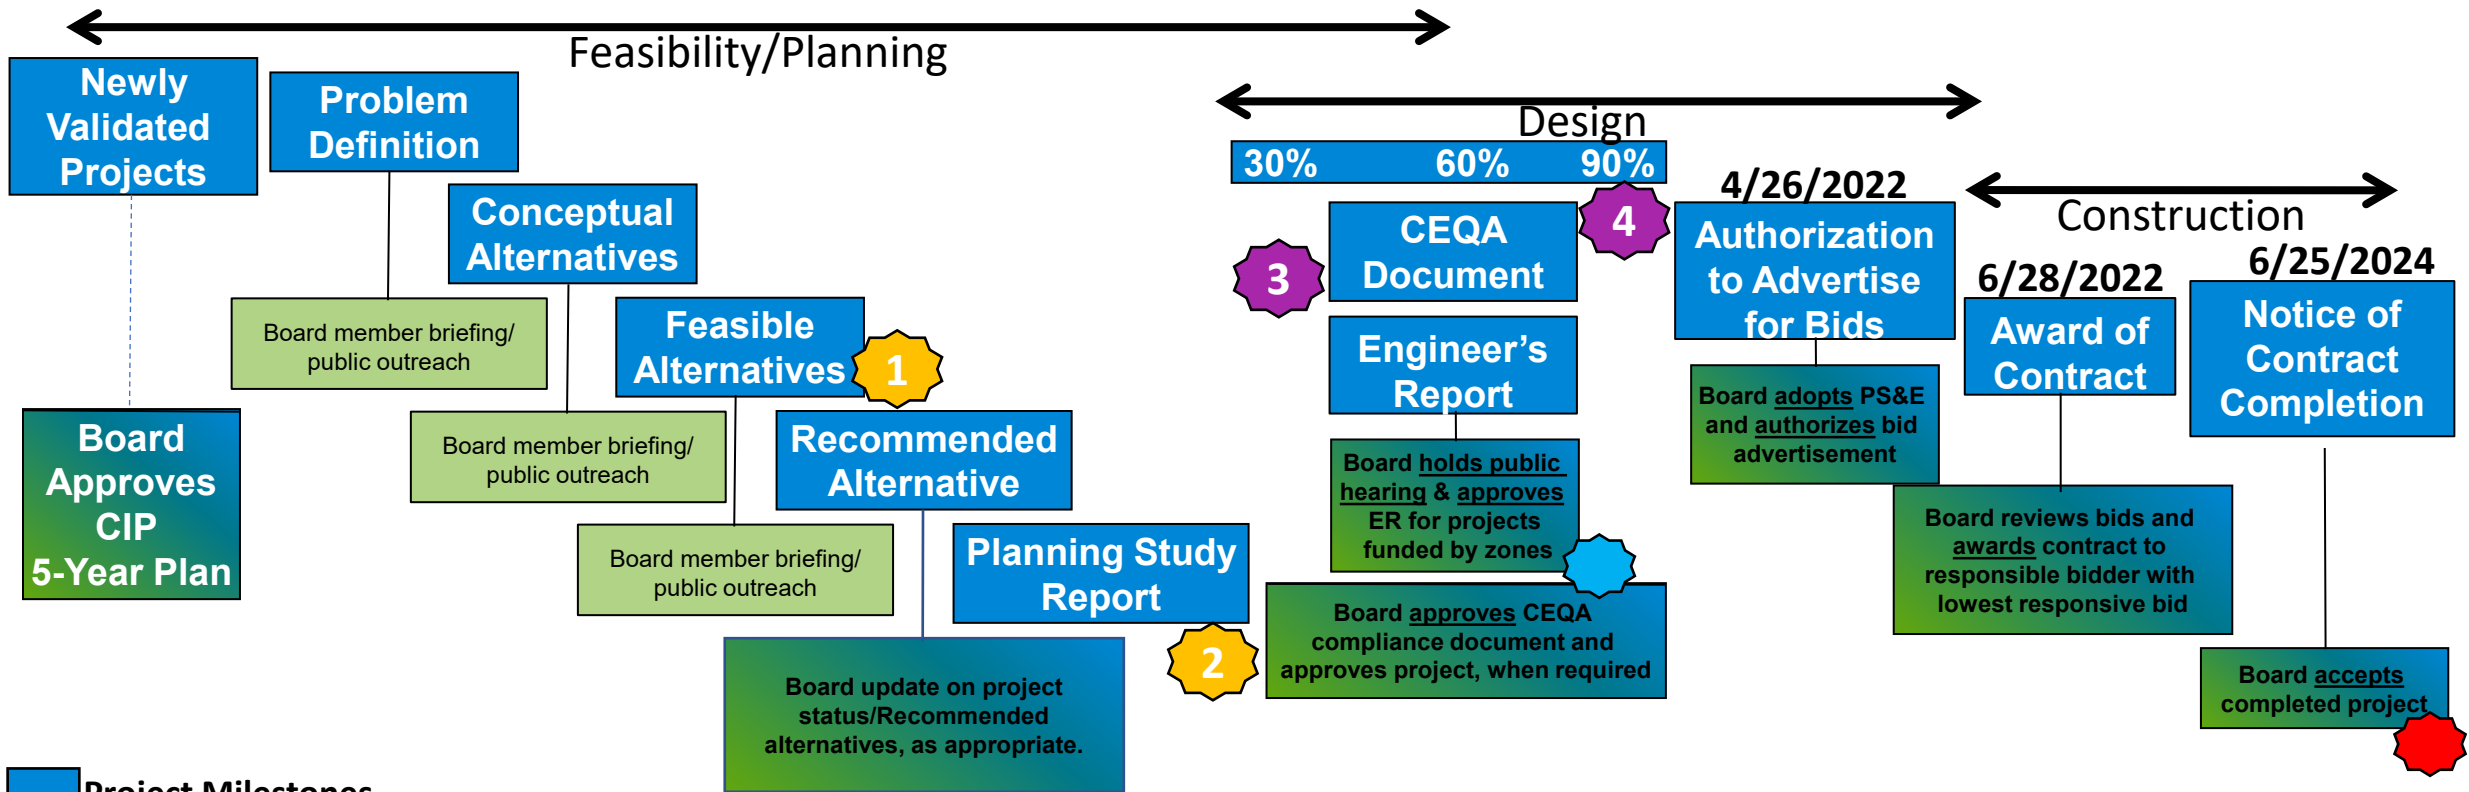 Feasibility/Planning
Newly
Validated
Projects
Board
Approves
CIP
5-Year Plan
Problem
Definition
Board member briefing/
public outreach
Conceptual
Alternatives
Board member briefing/
public outreach
Feasible
Alternatives
1
Board member briefing/
public outreach
Recommended
Alternative
Board update on project
status/Recommended
alternatives, as appropriate.
Planning Study
Report
2
Design
30% 60% 90%
3
CEQA
Document
4
Engineer’s
Report
Board holds public
hearing & approves
ER for projects
funded by zones
Board approves CEQA
compliance document and
approves project, when required
4/26/2022
Authorization
to Advertise
for Bids
Board adopts PS&E
and authorizes bid
advertisement
Construction
6/28/2022
Award of
Contract
Board reviews bids and
awards contract to
responsible bidder with
lowest responsive bid
6/25/2024
Notice of
Contract
Completion
Board accepts
completed project
Project Milestones